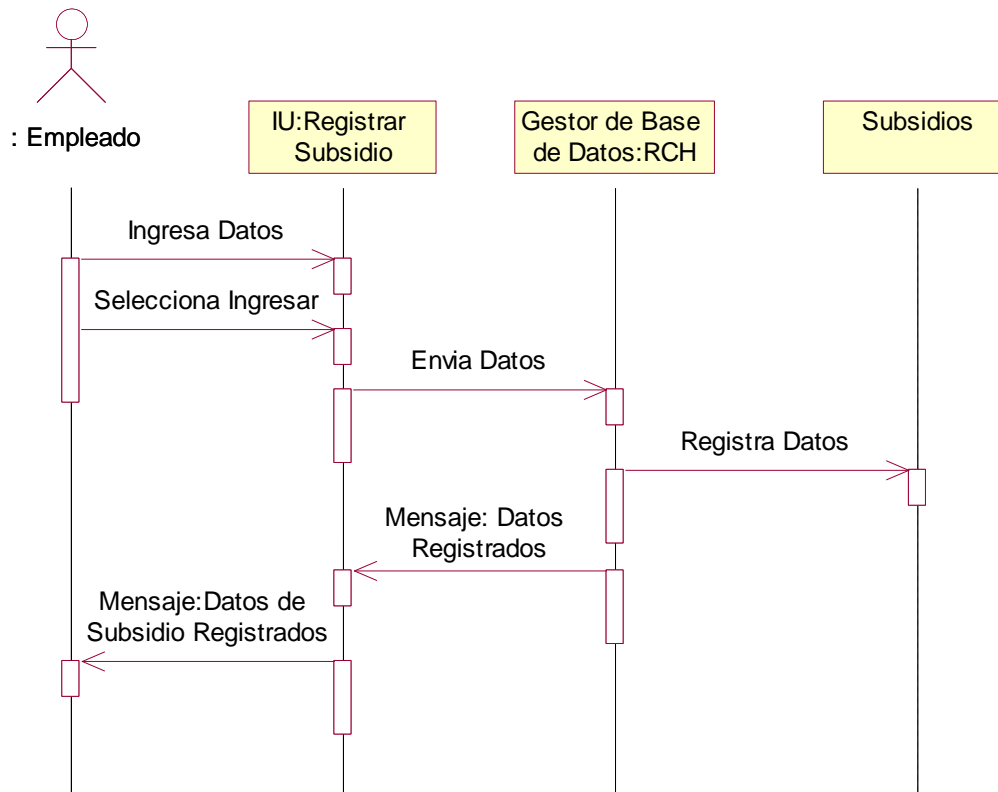 : Empleado
IU:Registrar
Subsidio
Gestor de Base
de Datos:RCH
Subsidios
Ingresa Datos
Selecciona Ingresar
Envia Datos
Registra Datos
Mensaje: Datos
Registrados
Mensaje:Datos de
Subsidio Registrados